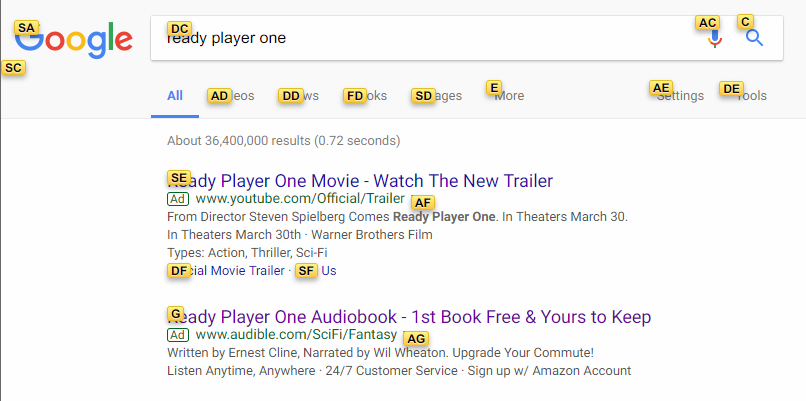 SA
Google
SC
DC
ready player one
AC
C
All AD eos DD ws FD oks SD ages E More AE Settings DE ools
About 36,400,000 results (0.72 seconds)
SE
Ready Player One Movie - Watch The New Trailer
Ad www.youtube.com/Official/Trailer AF
From Director Steven Spielberg Comes Ready Player One. In Theaters March 30.
In Theaters March 30th · Warner Brothers Film
Types: Action, Thriller, Sci-Fi
DF cial Movie Trailer · SF Us
G
Ready Player One Audiobook - 1st Book Free & Yours to Keep
Ad www.audible.com/SciFi/Fantasy AG
Written by Ernest Cline, Narrated by Wil Wheaton. Upgrade Your Commute!
Listen Anytime, Anywhere · 24/7 Customer Service · Sign up w/ Amazon Account